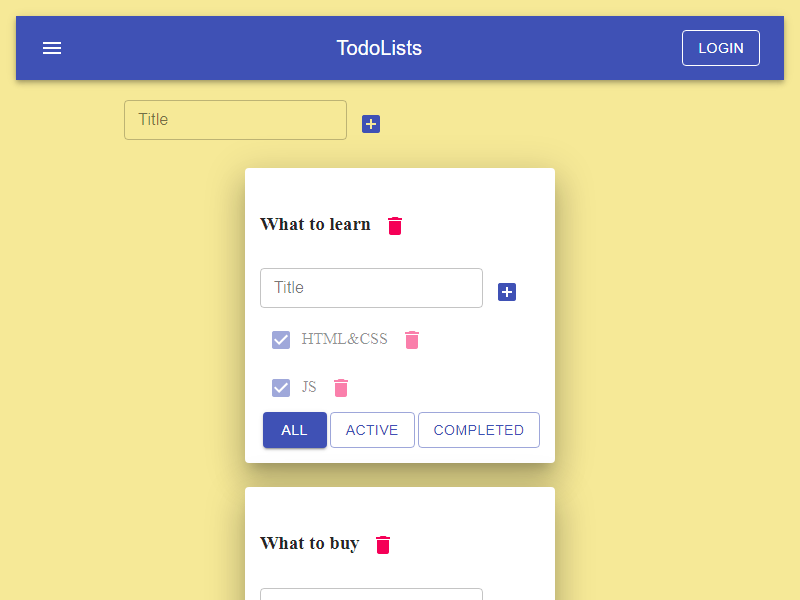 TodoLists
LOGIN
Title
What to learn
Title
HTML&CSS
JS
ALL
ACTIVE
COMPLETED
What to buy